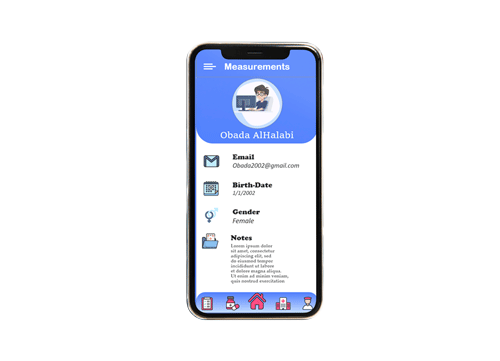 Measurements
Obada AlHalabi
Email
Obada2002@gmail.com
Birth-Date
1/1/2002
Gender
Female
Notes
Lorem ipsum dolor
sit amet, consectetur
adipiscing elit, sed
do eiusmod tempor
incididunt ut labore
et dolore magna aliqua.
Ut enim ad minim veniam,
quis nostrud exercitation